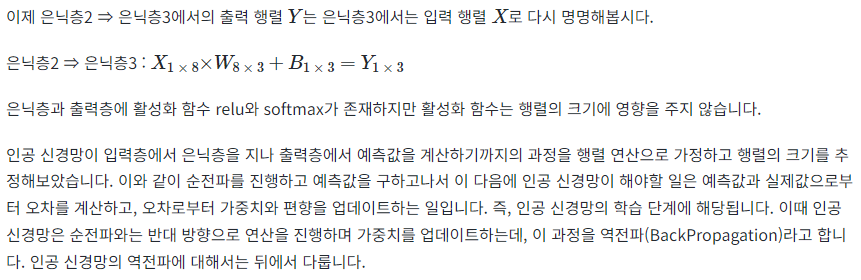 이제 은닉층2 ⇒ 은닉층3에서의 출력 행렬 Y는 은닉층3에서는 입력 행렬 X로 다시 명명해봅시다.
은닉층2 ⇒ 은닉층3 : X₁ × ₈×W₈ × ₃ + B₁ × ₃ = Y₁ × ₃
은닉층과 출력층에 활성화 함수 relu와 softmax가 존재하지만 활성화 함수는 행렬의 크기에 영향을 주지 않습니다.
인공 신경망이 입력층에서 은닉층을 지나 출력층에서 예측값을 계산하기까지의 과정을 행렬 연산으로 가정하고 행렬의 크기를 추
정해보았습니다. 이와 같이 순전파를 진행하고 예측값을 구하고나서 이 다음에 인공 신경망이 해야할 일은 예측값과 실제값으로부
터 오차를 계산하고, 오차로부터 가중치와 편향을 업데이트하는 일입니다. 즉, 인공 신경망의 학습 단계에 해당됩니다. 이때 인공
신경망은 순전파와는 반대 방향으로 연산을 진행하며 가중치를 업데이트하는데, 이 과정을 역전파(BackPropagation)라고 합니
다. 인공 신경망의 역전파에 대해서는 뒤에서 다룹니다.